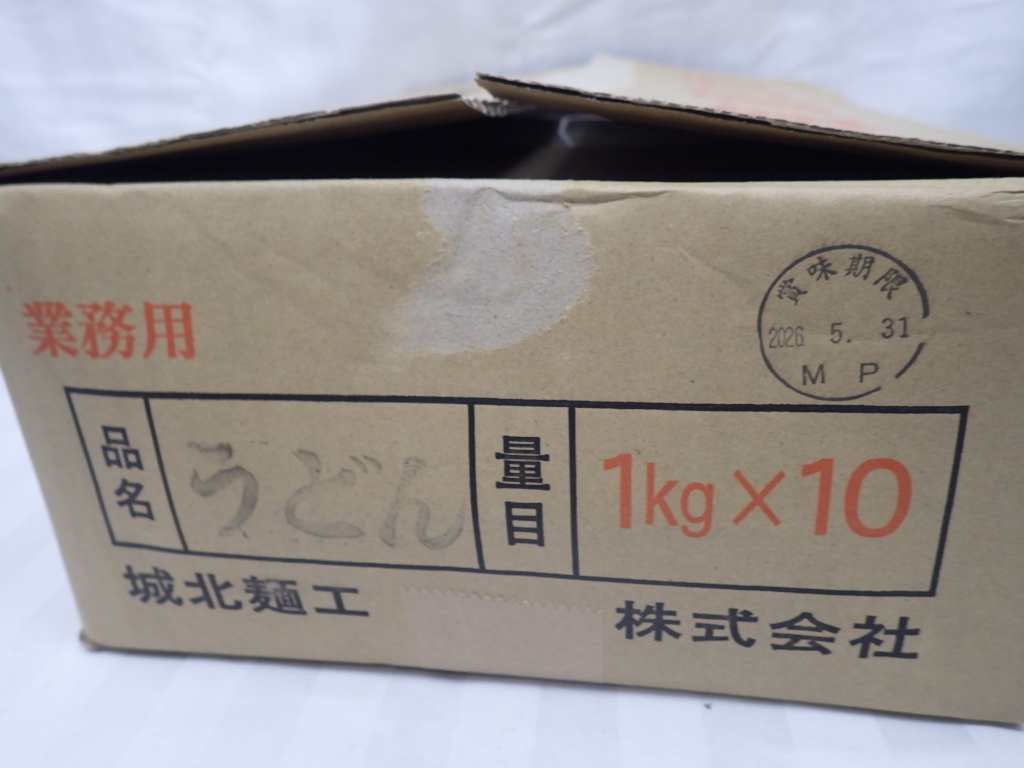 賞味期限
2026 5. 31
M P
業務用
品名 うどん 量目 1kg×10
城北麺工 株式会社